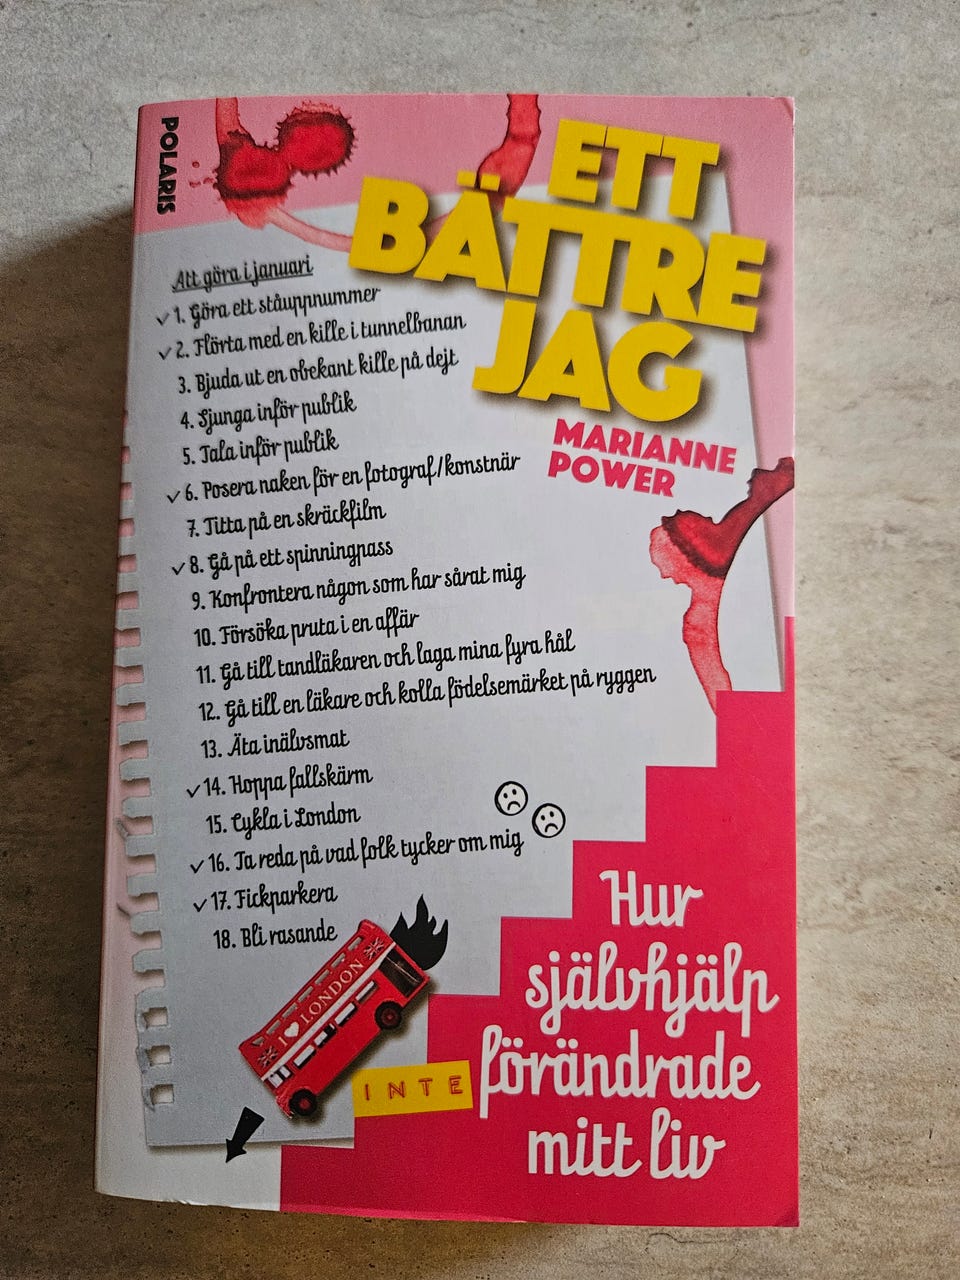 POLARIS
ETT
BÄTTRE
JAG
MARIANNE
POWER
Att göra i januari
✓ 1. Göra ett ståuppnummer
✓ 2. Flörta med en kille i tunnelbanan
3. Bjuda ut en obekant kille på dejt
4. Sjunga inför publik
5. Tala inför publik
✓ 6. Posera naken för en fotograf/konstnär
7. Titta på en skräckfilm
✓ 8. Gå på ett spinningpass
9. Konfrontera någon som har sårat mig
10. Försöka pruta i en affär
11. Gå till tandläkaren och laga mina fyra hål
12. Gå till en läkare och kolla födelsemärket på ryggen
13. Äta inälvsmat
✓ 14. Hoppa fallskärm
15. Cykla i London
✓ 16. Ta reda på vad folk tycker om mig
✓ 17. Fickparkera
18. Bli rasande
I ♥ LONDON
Hur
självhjälp
INTE förändrade
mitt liv